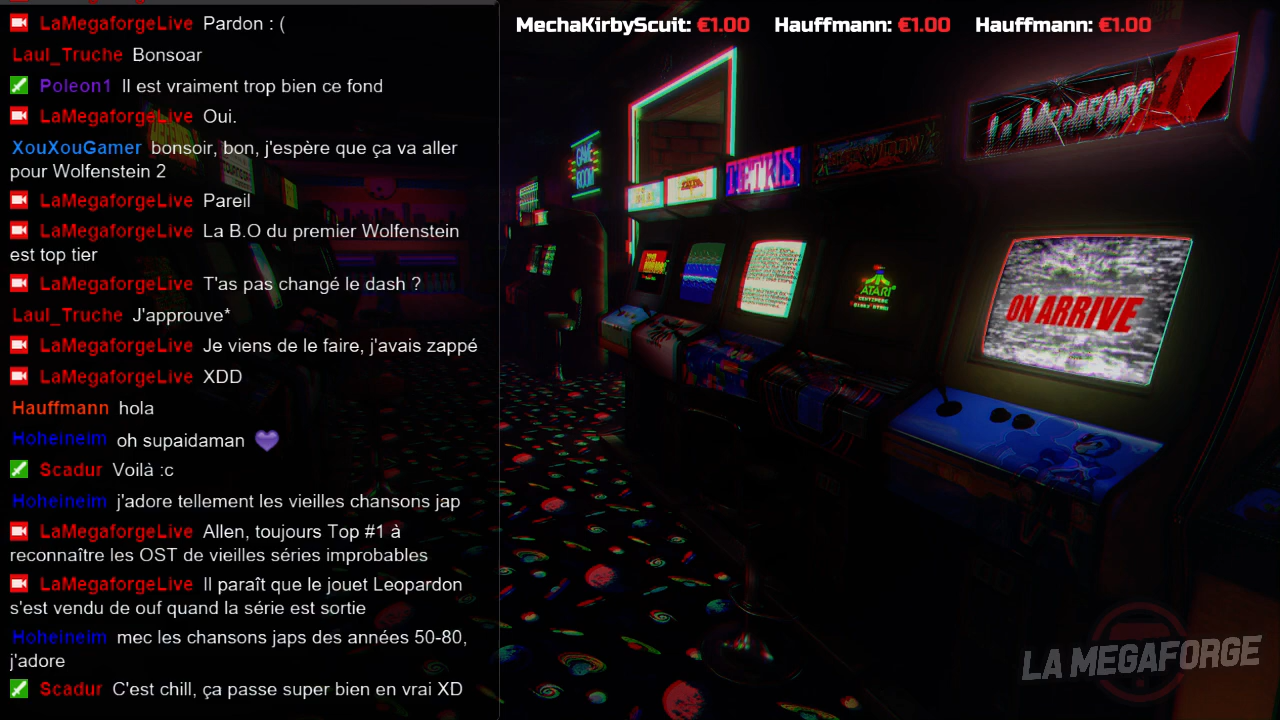 LaMegaforgeLive Pardon : (
Laul_Truche Bonsoar
Poleon1 Il est vraiment trop bien ce fond
LaMegaforgeLive Oui.
XouXouGamer bonsoir, bon, j'espère que ça va aller
pour Wolfenstein 2
LaMegaforgeLive Pareil
LaMegaforgeLive La B.O du premier Wolfenstein
est top tier
LaMegaforgeLive T'as pas changé le dash ?
Laul_Truche J'approuve*
LaMegaforgeLive Je viens de le faire, j'avais zappé
LaMegaforgeLive XDD
Hauffmann hola
Hoheineim oh supaidaman
Scadur Voilà :c
Hoheineim j'adore tellement les vieilles chansons jap
LaMegaforgeLive Allen, toujours Top #1 à
reconnaître les OST de vieilles séries improbables
LaMegaforgeLive Il paraît que le jouet Leopardon
s'est vendu de ouf quand la série est sortie
Hoheineim mec les chansons japs des années 50-80,
j'adore
Scadur C'est chill, ça passe super bien en vrai XD
MechaKirbyScuit: €1.00 Hauffmann: €1.00 Hauffmann: €1.00
LA MEGAFORGE
GAME
ROOM
TETRIS
ATARI
ON ARRIVE
LA MEGAFORGE